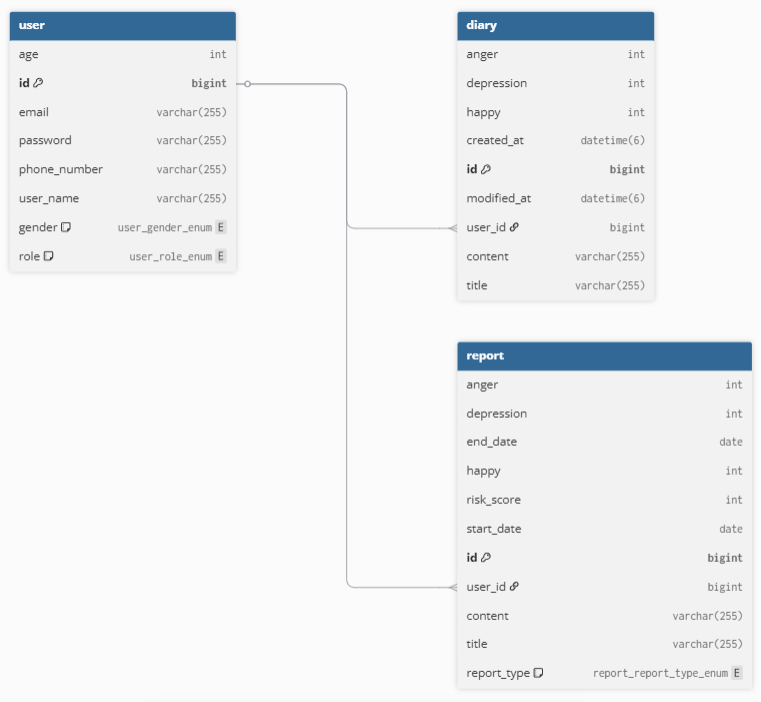 user
age int
id bigint
email varchar(255)
password varchar(255)
phone_number varchar(255)
user_name varchar(255)
gender user_gender_enum E
role user_role_enum E
diary
anger int
depression int
happy int
created_at datetime(6)
id bigint
modified_at datetime(6)
user_id bigint
content varchar(255)
title varchar(255)
report
anger int
depression int
end_date date
happy int
risk_score int
start_date date
id bigint
user_id bigint
content varchar(255)
title varchar(255)
report_type report_report_type_enum E